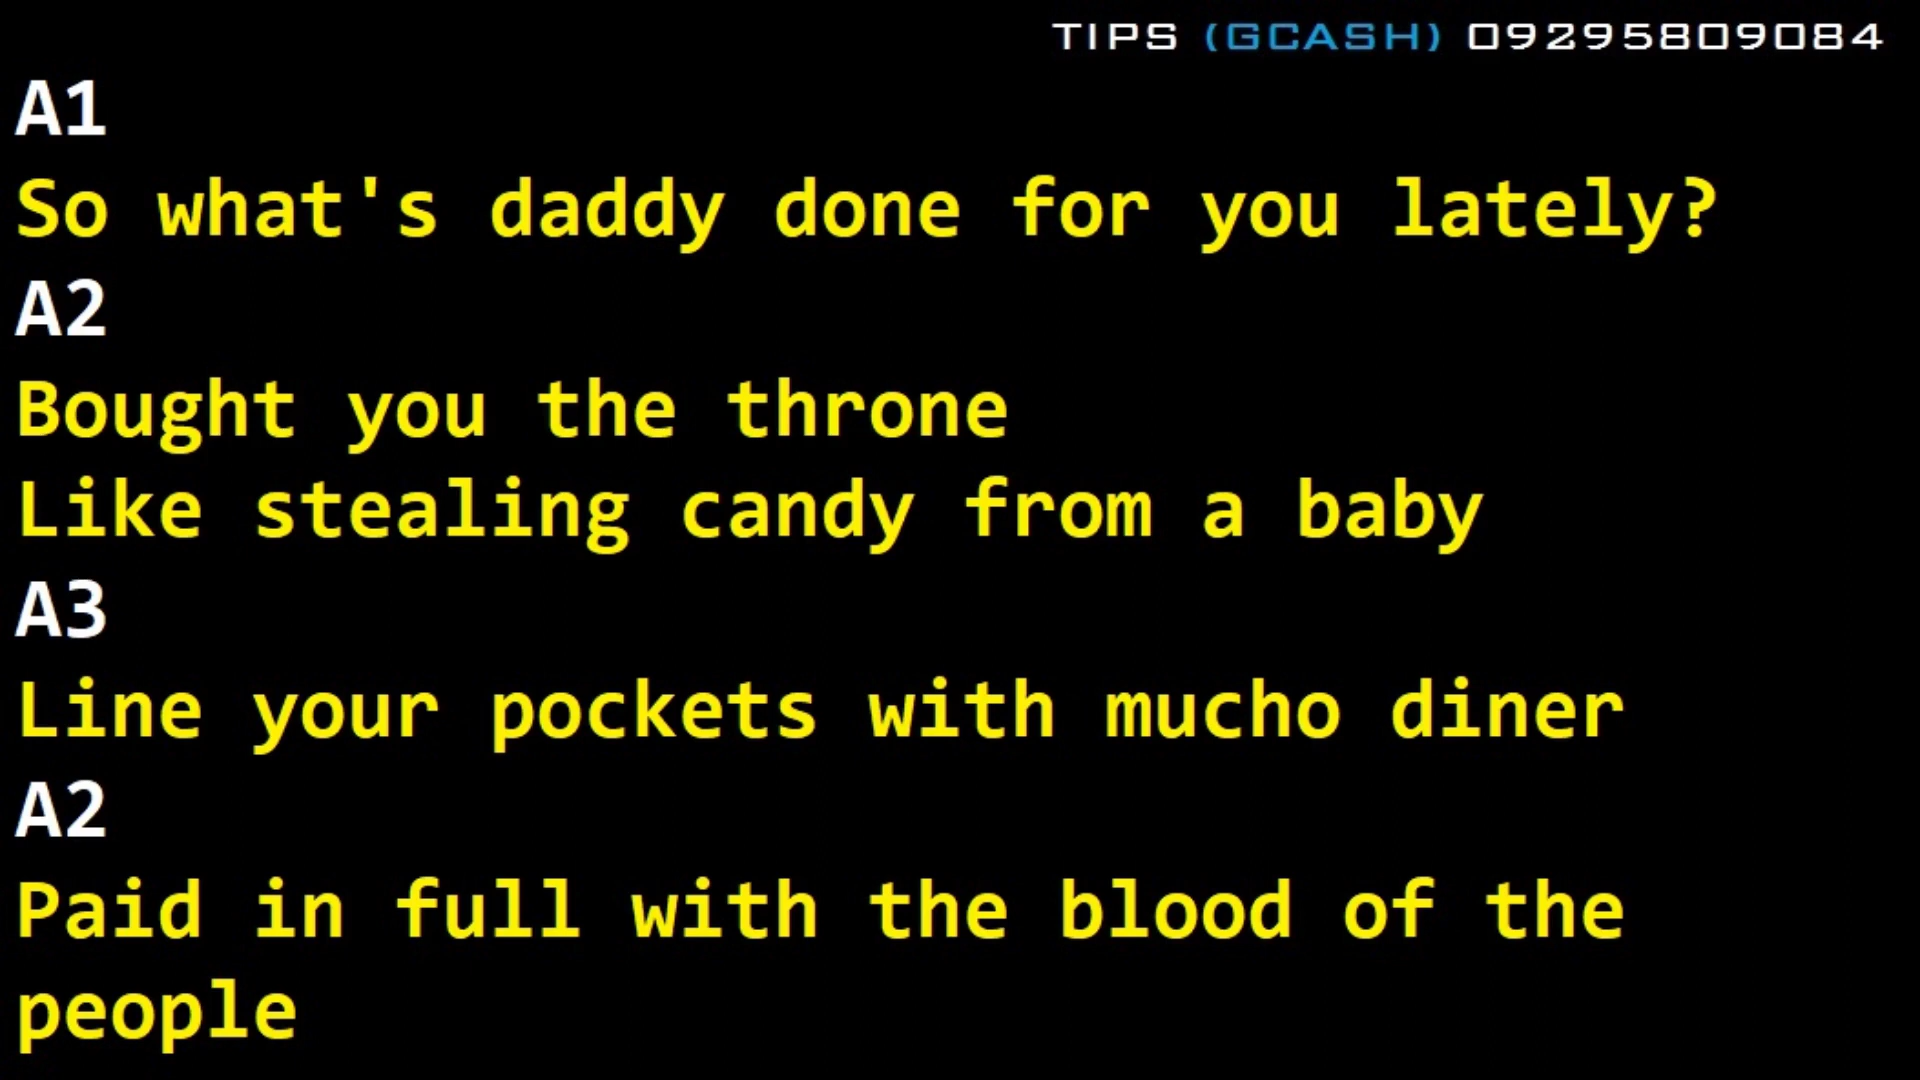 TIPS (GCASH) 09295809084
A1
So what's daddy done for you lately?
A2
Bought you the throne
Like stealing candy from a baby
A3
Line your pockets with mucho diner
A2
Paid in full with the blood of the
people